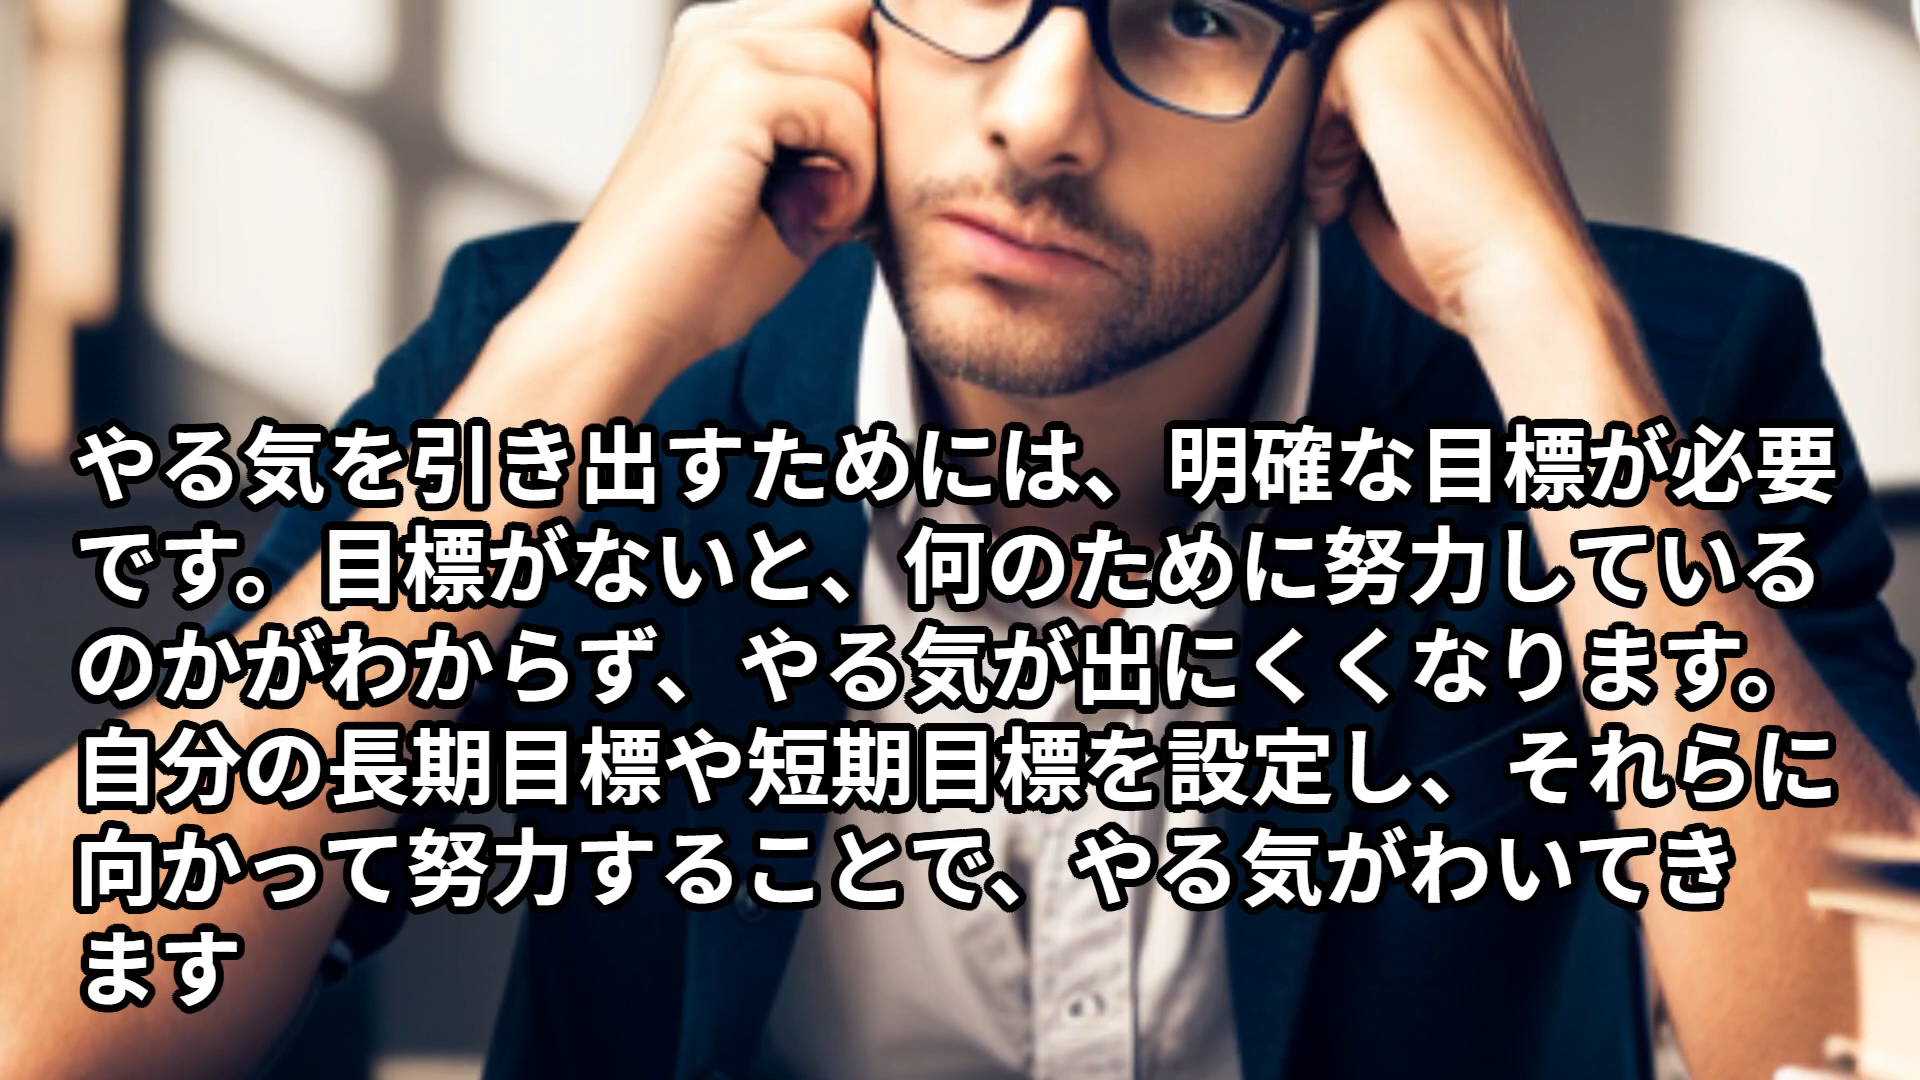 やる気を引き出すためには、明確な目標が必要
です。目標がないと、何のために努力している
のかがわからず、やる気が出にくくなります。
自分の長期目標や短期目標を設定し、それらに
向かって努力することで、やる気がわいてき
ます